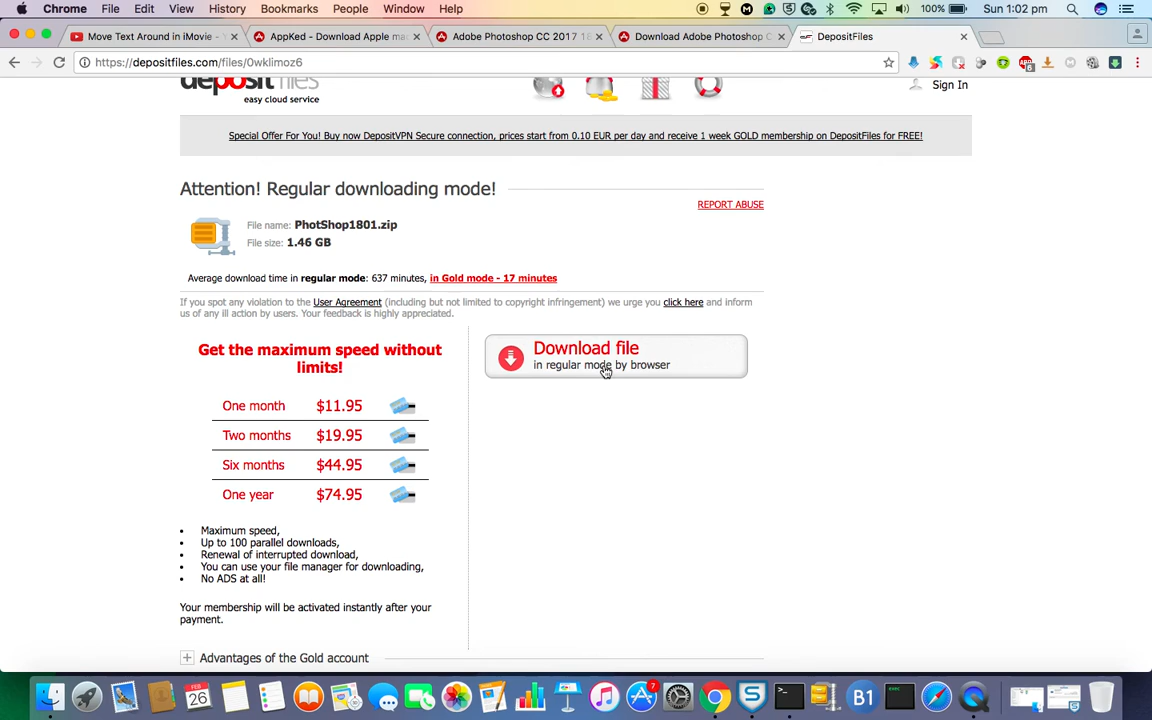 Chrome File Edit View History Bookmarks People Window Help 100% Sun 1:02 pm
Move Text Around in iMovie - Y
AppKed - Download Apple ma
Adobe Photoshop CC 2017 18
Download Adobe Photoshop C
DepositFiles
https://depositfiles.com/files/0wklimoz6
6
depositfiles
easy cloud service
Sign In
Special Offer For You! Buy now DepositVPN Secure connection, prices start from 0.10 EUR per day and receive 1 week GOLD membership on DepositFiles for FREE!
Attention! Regular downloading mode!
REPORT ABUSE
File name: PhotShop1801.zip
File size: 1.46 GB
Average download time in regular mode: 637 minutes, in Gold mode - 17 minutes
If you spot any violation to the User Agreement (including but not limited to copyright infringement) we urge you click here and inform
us of any ill action by users. Your feedback is highly appreciated.
Get the maximum speed without
limits!
One month $11.95
Two months $19.95
Six months $44.95
One year $74.95
Download file
in regular mode by browser
• Maximum speed,
• Up to 100 parallel downloads,
• Renewal of interrupted download,
• You can use your file manager for downloading,
• No ADS at all!
Your membership will be activated instantly after your
payment.
+ Advantages of the Gold account
FEB
26
7
S
B1